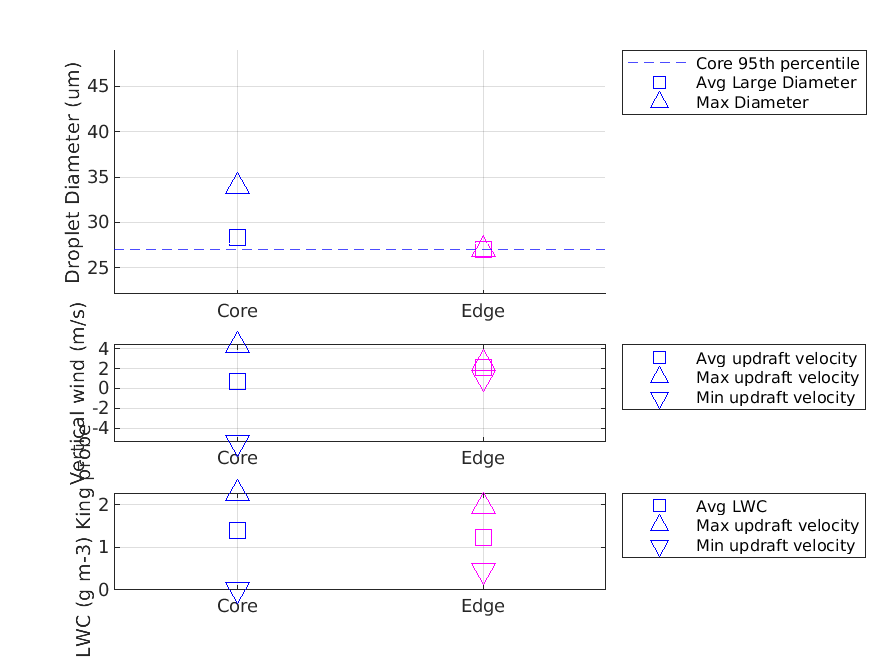 Droplet Diameter (um)
45
40
35
30
25
Core
Edge
Core 95th percentile
Avg Large Diameter
Max Diameter
Vertical wind (m/s)
4
2
0
-2
-4
Core
Edge
Avg updraft velocity
Max updraft velocity
Min updraft velocity
LWC (g m-3) King probe
2
1
0
Core
Edge
Avg LWC
Max updraft velocity
Min updraft velocity